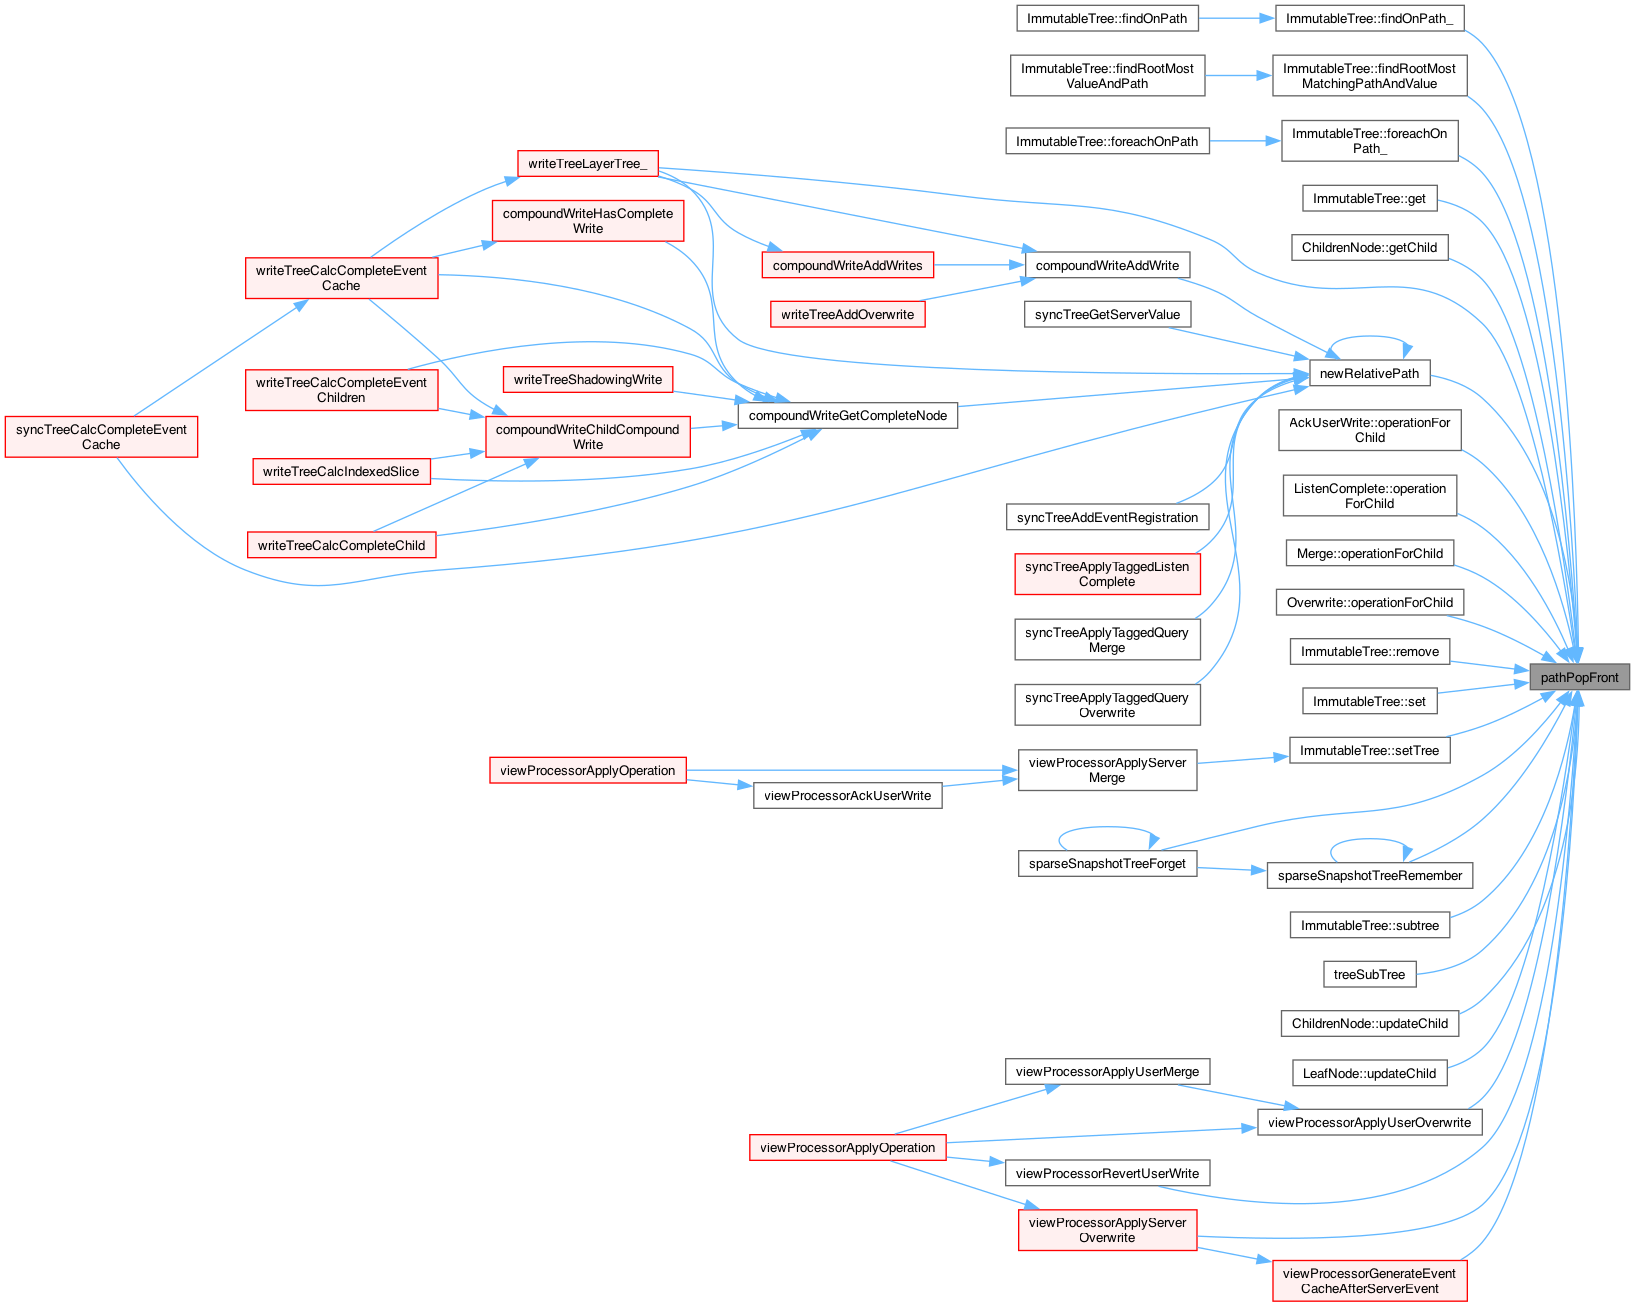 ImmutableTree::findOnPath
ImmutableTree::findOnPath_
ImmutableTree::findRootMost
ValueAndPath
ImmutableTree::findRootMost
MatchingPathAndValue
ImmutableTree::foreachOnPath
ImmutableTree::foreachOn
Path_
writeTreeLayerTree_
ImmutableTree::get
compoundWriteHasComplete
Write
ChildrenNode::getChild
writeTreeCalcCompleteEvent
Cache
compoundWriteAddWrites
compoundWriteAddWrite
writeTreeAddOverwrite
syncTreeGetServerValue
newRelativePath
writeTreeCalcCompleteEvent
Children
writeTreeShadowingWrite
compoundWriteGetCompleteNode
syncTreeCalcCompleteEvent
Cache
compoundWriteChildCompound
Write
AckUserWrite::operationFor
Child
writeTreeCalcIndexedSlice
ListenComplete::operation
ForChild
syncTreeAddEventRegistration
writeTreeCalcCompleteChild
Merge::operationForChild
syncTreeApplyTaggedListen
Complete
Overwrite::operationForChild
syncTreeApplyTaggedQuery
Merge
ImmutableTree::remove
pathPopFront
syncTreeApplyTaggedQuery
Overwrite
ImmutableTree::set
ImmutableTree::setTree
viewProcessorApplyOperation
viewProcessorApplyServer
Merge
viewProcessorAckUserWrite
sparseSnapshotTreeForget
sparseSnapshotTreeRemember
ImmutableTree::subtree
treeSubTree
ChildrenNode::updateChild
viewProcessorApplyUserMerge
LeafNode::updateChild
viewProcessorApplyUserOverwrite
viewProcessorApplyOperation
viewProcessorRevertUserWrite
viewProcessorApplyServer
Overwrite
viewProcessorGenerateEvent
CacheAfterServerEvent